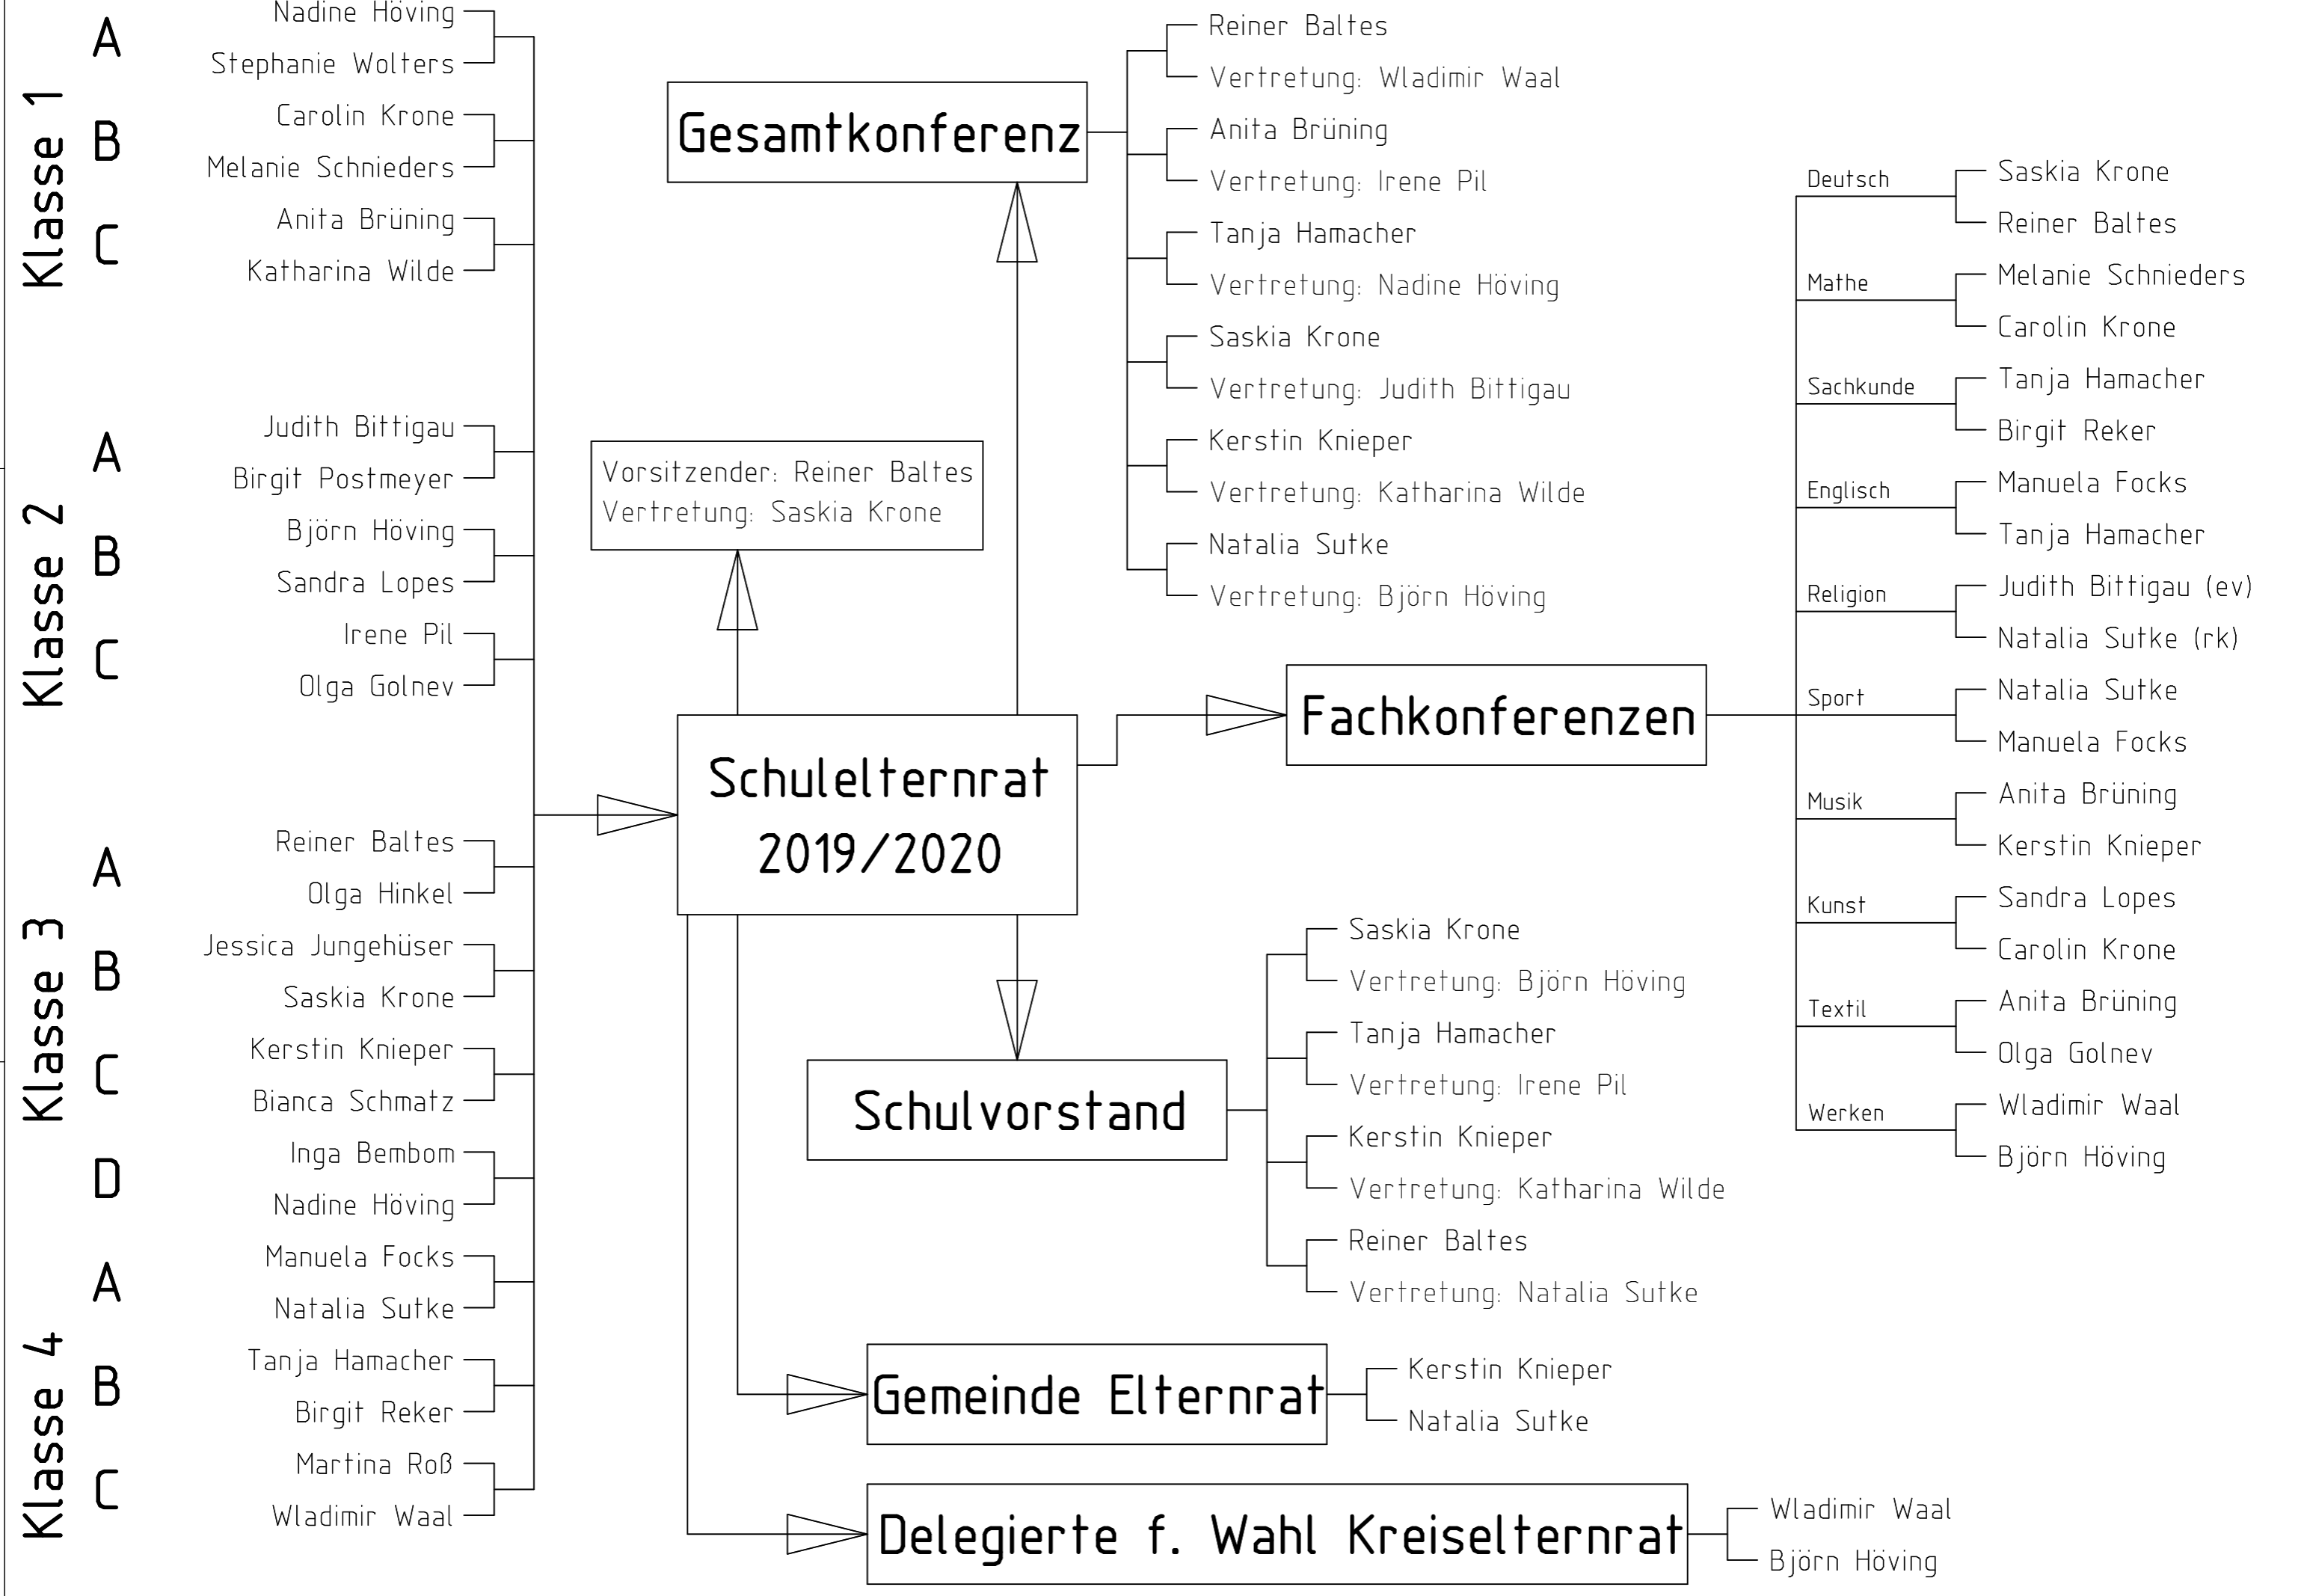 Klasse 1
A
Nadine Höving
Stephanie Wolters
B
Carolin Krone
Melanie Schnieders
C
Anita Brüning
Katharina Wilde
Klasse 2
A
Judith Bittigau
Birgit Postmeyer
B
Björn Höving
Sandra Lopes
C
Irene Pil
Olga Golnev
Klasse 3
A
Reiner Baltes
Olga Hinkel
B
Jessica Jungehüser
Saskia Krone
C
Kerstin Knieper
Bianca Schmatz
D
Inga Bembom
Nadine Höving
Klasse 4
A
Manuela Focks
Natalia Sutke
B
Tanja Hamacher
Birgit Reker
C
Martina Roß
Wladimir Waal
Schulelternrat
2019/2020
Vorsitzender: Reiner Baltes
Vertretung: Saskia Krone
Gesamtkonferenz
Reiner Baltes
Vertretung: Wladimir Waal
Anita Brüning
Vertretung: Irene Pil
Tanja Hamacher
Vertretung: Nadine Höving
Saskia Krone
Vertretung: Judith Bittigau
Kerstin Knieper
Vertretung: Katharina Wilde
Natalia Sutke
Vertretung: Björn Höving
Fachkonferenzen
Deutsch
Saskia Krone
Reiner Baltes
Mathe
Melanie Schnieders
Carolin Krone
Sachkunde
Tanja Hamacher
Birgit Reker
Englisch
Manuela Focks
Tanja Hamacher
Religion
Judith Bittigau (ev)
Natalia Sutke (rk)
Sport
Natalia Sutke
Manuela Focks
Musik
Anita Brüning
Kerstin Knieper
Kunst
Sandra Lopes
Carolin Krone
Textil
Anita Brüning
Olga Golnev
Werken
Wladimir Waal
Björn Höving
Schulvorstand
Saskia Krone
Vertretung: Björn Höving
Tanja Hamacher
Vertretung: Irene Pil
Kerstin Knieper
Vertretung: Katharina Wilde
Reiner Baltes
Vertretung: Natalia Sutke
Gemeinde Elternrat
Kerstin Knieper
Natalia Sutke
Delegierte f. Wahl Kreiselternrat
Wladimir Waal
Björn Höving